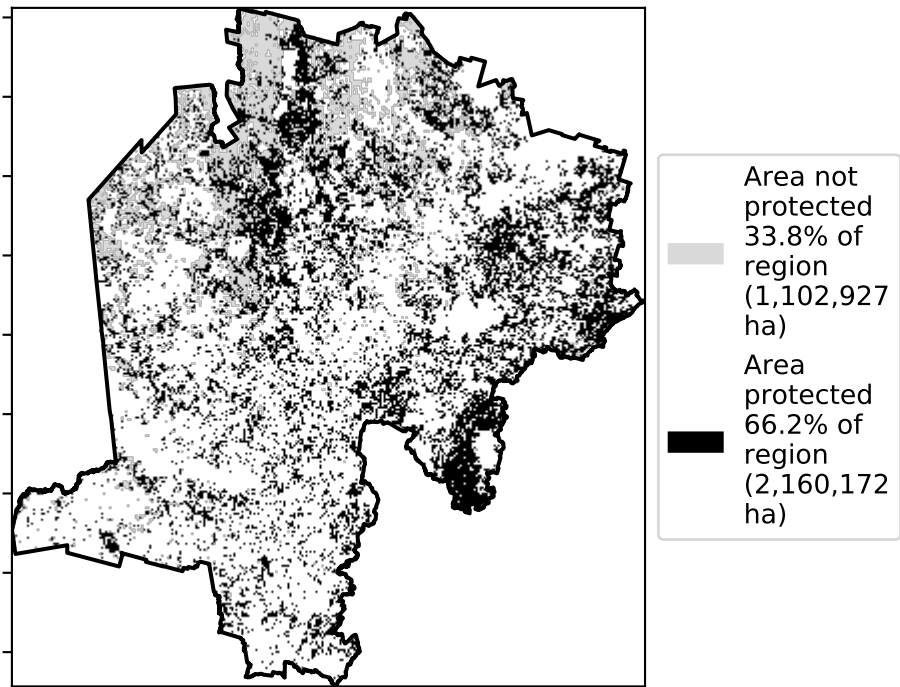 Area not
protected
33.8% of
region
(1,102,927
ha)
Area
protected
66.2% of
region
(2,160,172
ha)